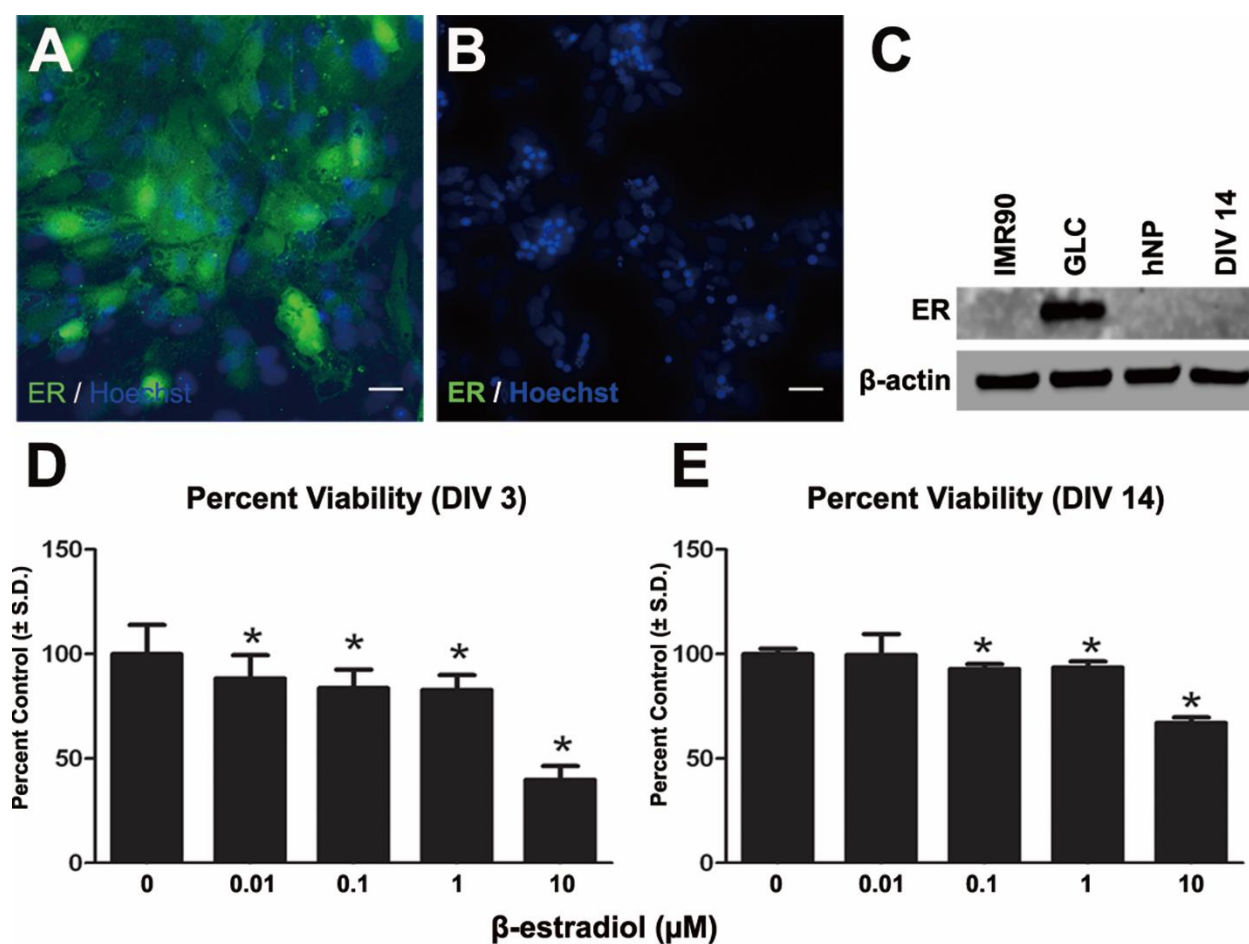 A
ER / Hoechst
B
ER / Hoechst
C
IMR90
GLC
hNP
DIV 14
ER
β-actin
D
Percent Viability (DIV 3)
Percent Control (± S.D.)
150
100
50
0
*
*
*
*
0
0.01
0.1
1
10
E
Percent Viability (DIV 14)
Percent Control (± S.D.)
150
100
50
0
*
*
*
0
0.01
0.1
1
10
β-estradiol (µM)